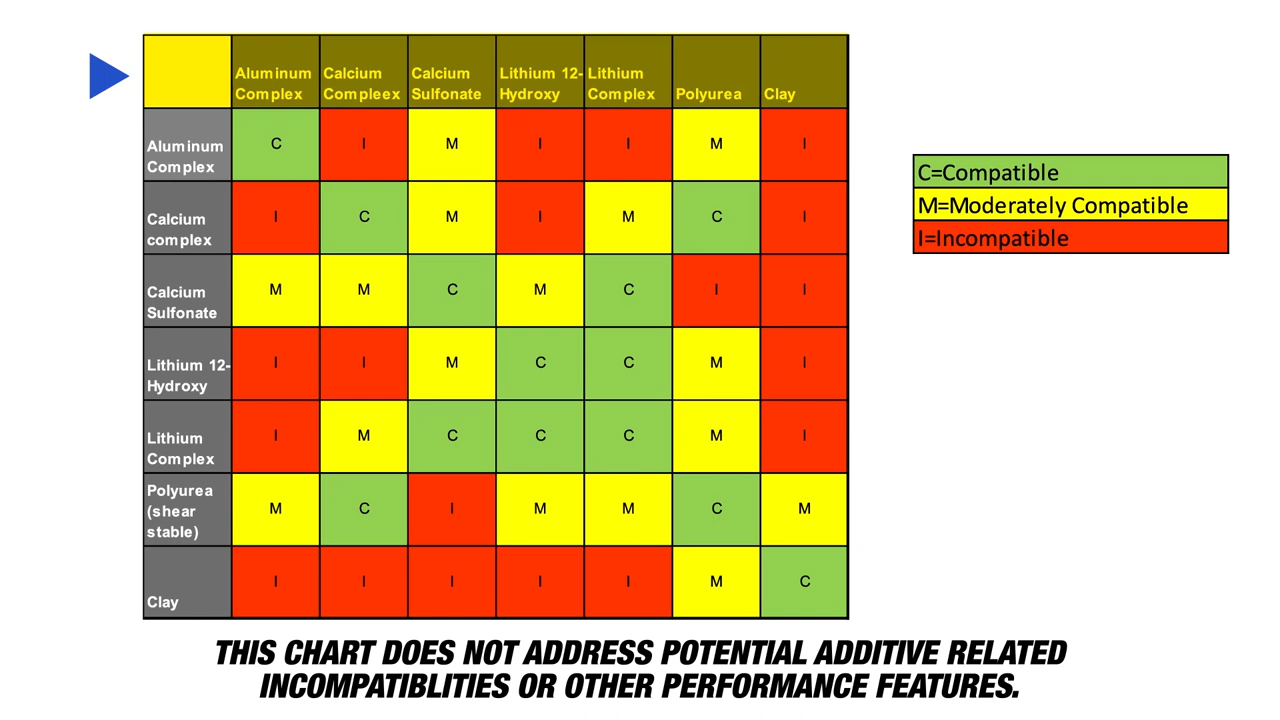 Aluminum Complex Calcium Compleex Calcium Sulfonate Lithium 12-Hydroxy Lithium Complex Polyurea Clay
Aluminum Complex C I M I I M I
Calcium complex I C M I M C I
Calcium Sulfonate M M C M C I I
Lithium 12-Hydroxy I I M C C M I
Lithium Complex I M C C C M I
Polyurea (shear stable) M C I M M C M
Clay I I I I I M C
C=Compatible
M=Moderately Compatible
I=Incompatible
THIS CHART DOES NOT ADDRESS POTENTIAL ADDITIVE RELATED
INCOMPATIBLITIES OR OTHER PERFORMANCE FEATURES.